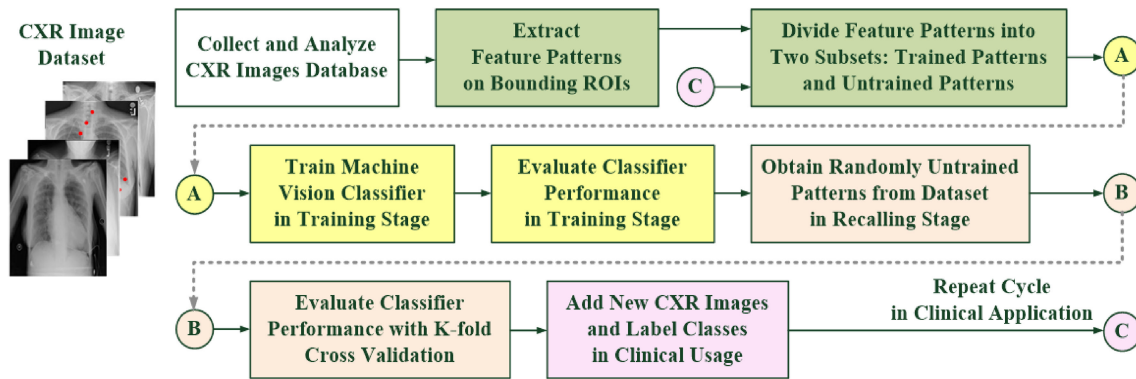 CXR Image
Dataset
Collect and Analyze
CXR Images Database
Extract
Feature Patterns
on Bounding ROIs
C
Divide Feature Patterns into
Two Subsets: Trained Patterns
and Untrained Patterns
A
A
Train Machine
Vision Classifier
in Training Stage
Evaluate Classifier
Performance
in Training Stage
Obtain Randomly Untrained
Patterns from Dataset
in Recalling Stage
B
B
Evaluate Classifier
Performance with K-fold
Cross Validation
Add New CXR Images
and Label Classes
in Clinical Usage
Repeat Cycle
in Clinical Application
C